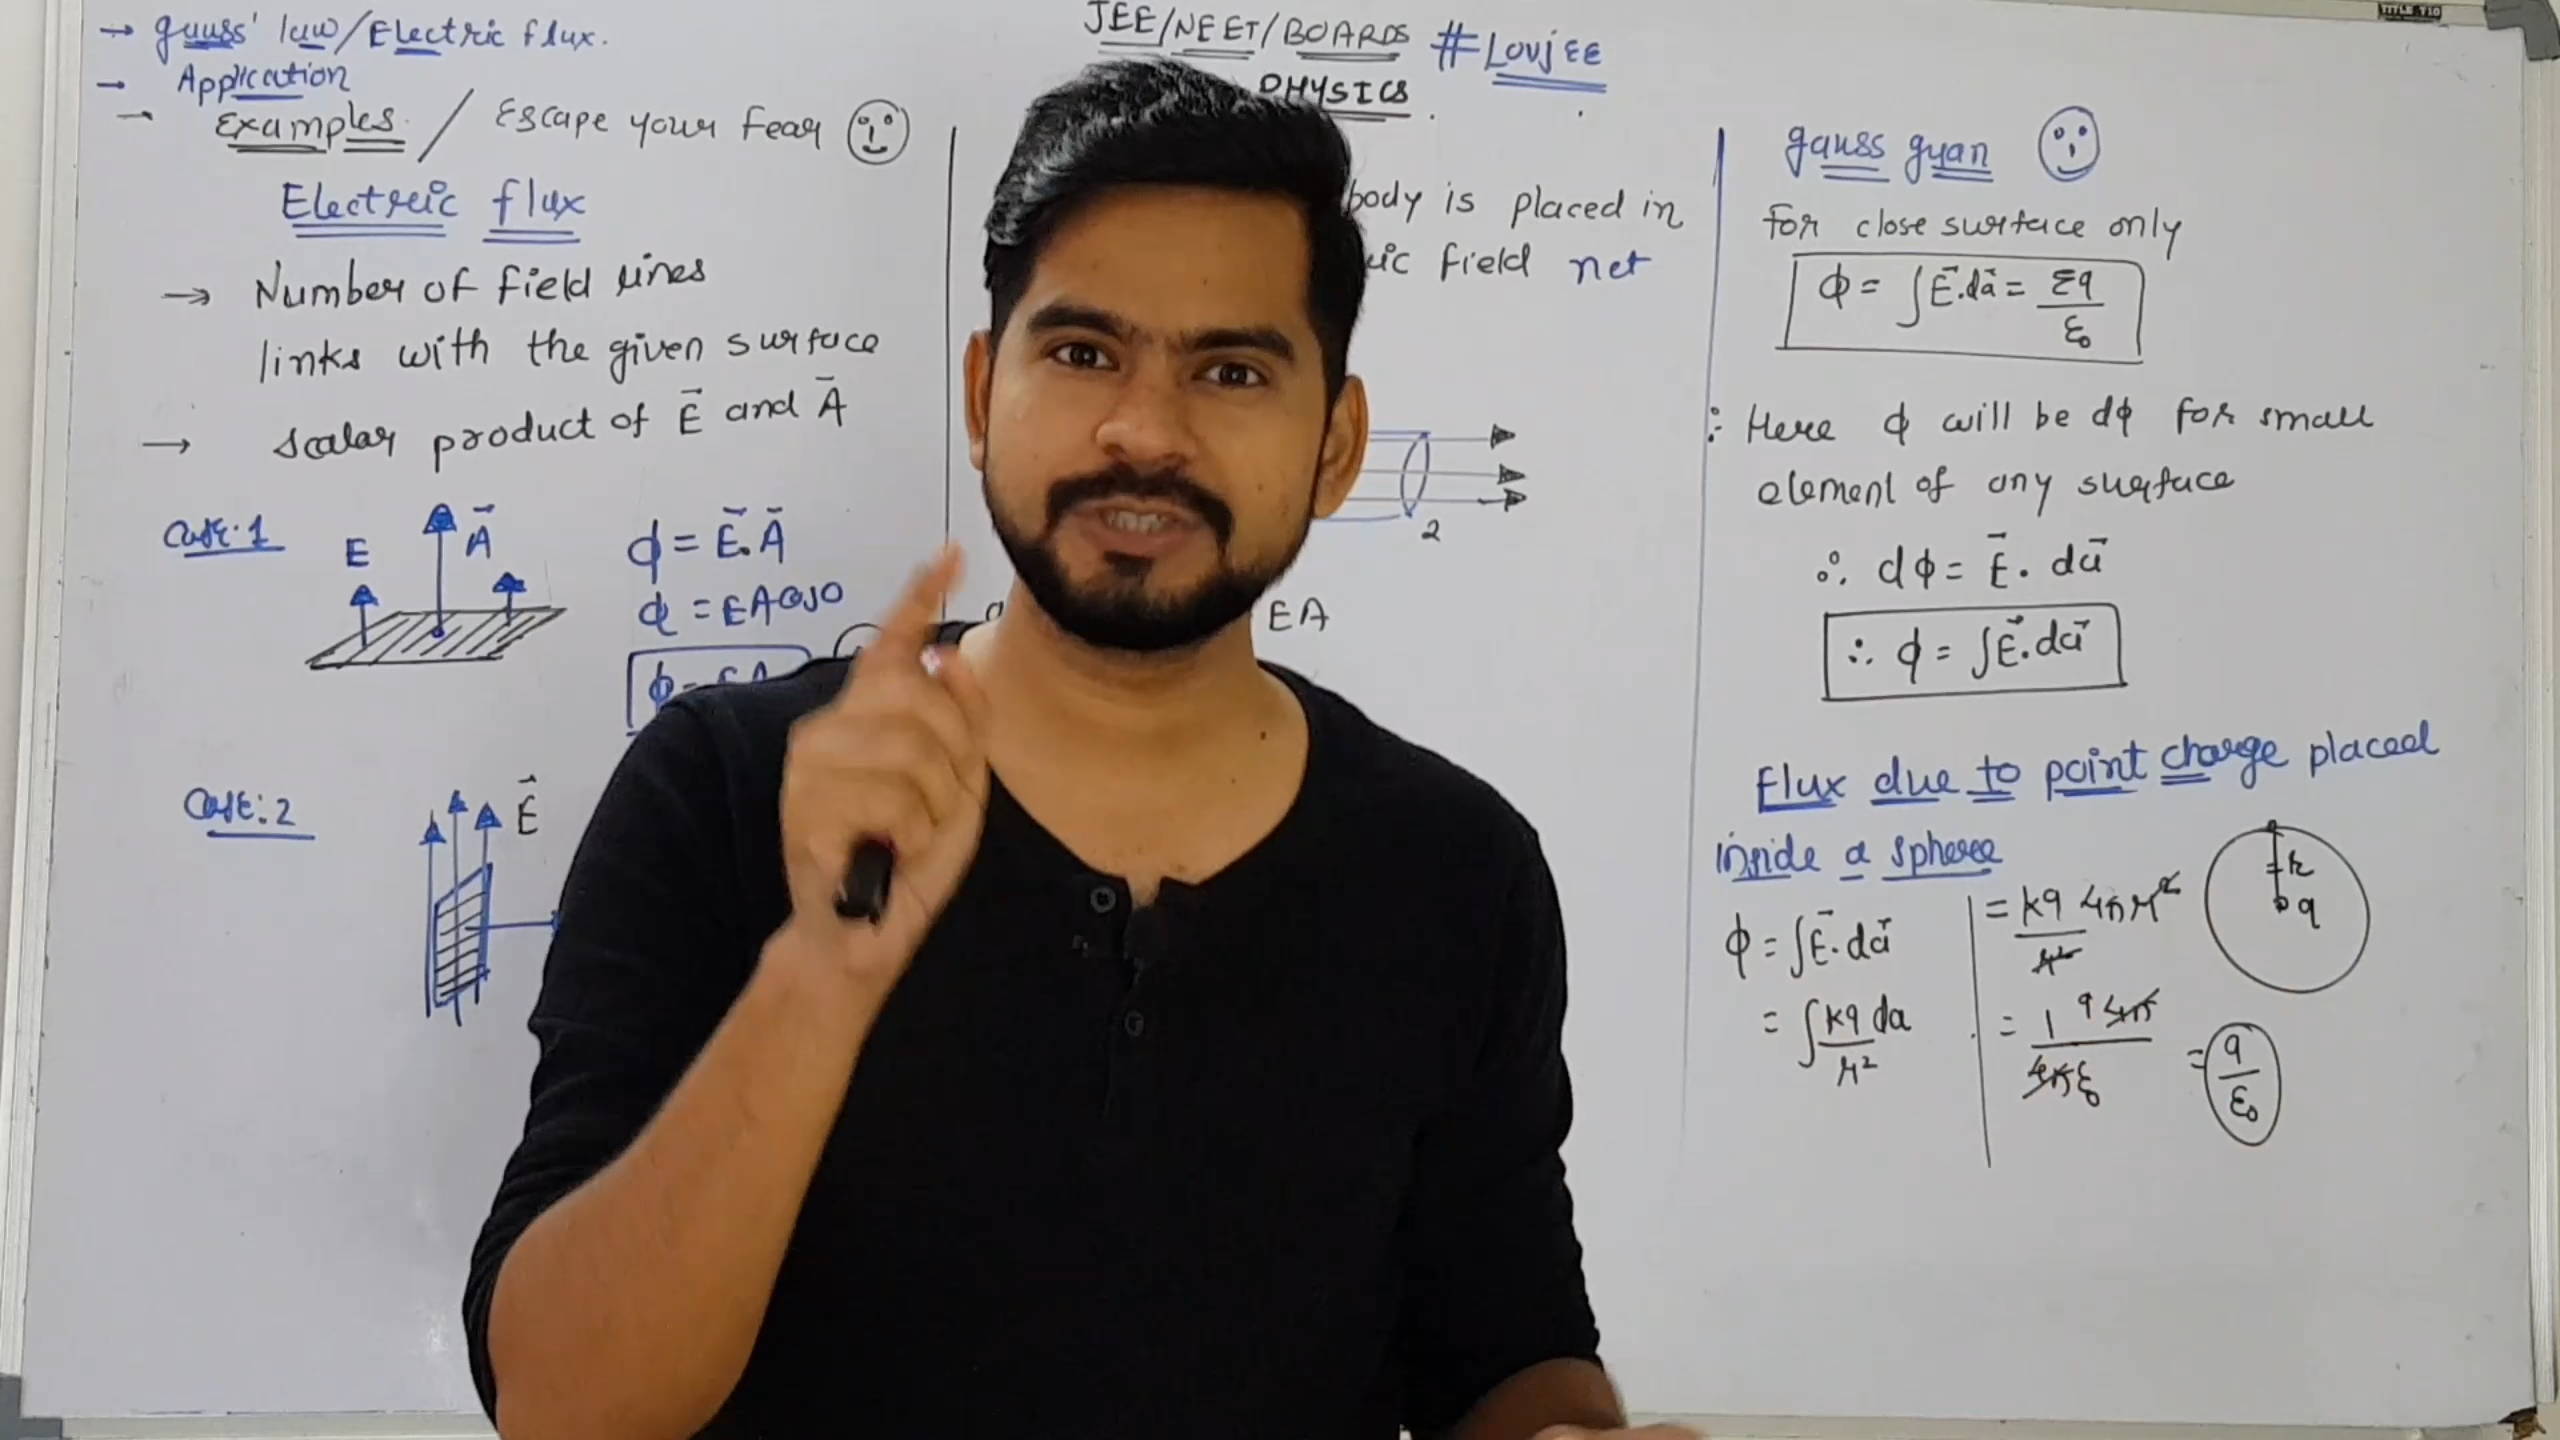 → gauss' law/Electric flux.
→ Application
→ Examples. / Escape your Fear
Electric flux
→ Number of field lines
links with the given surface
→ scalar product of E⃗ and A⃗
Case:1
E
A⃗
ϕ = E⃗.A⃗
ϕ = EA cos0
ϕ = EA
Case:2
E⃗
JEE/NEET/BOARDS #LovJEE
PHYSICS
body is placed in
field net
2
EA
gauss gyan
for close surface only
ϕ = ∫E⃗.da⃗ = Σq/ε₀
∴ Here ϕ will be dϕ for small
element of any surface
∴ dϕ = E⃗. da⃗
∴ ϕ = ∫E⃗.da⃗
Flux due to point charge placed
inside a sphere
r
q
ϕ = ∫E⃗.da⃗
= ∫kq/r² da
= kq/r² 4πr²
= 1/4πε₀ q 4π
= q/ε₀